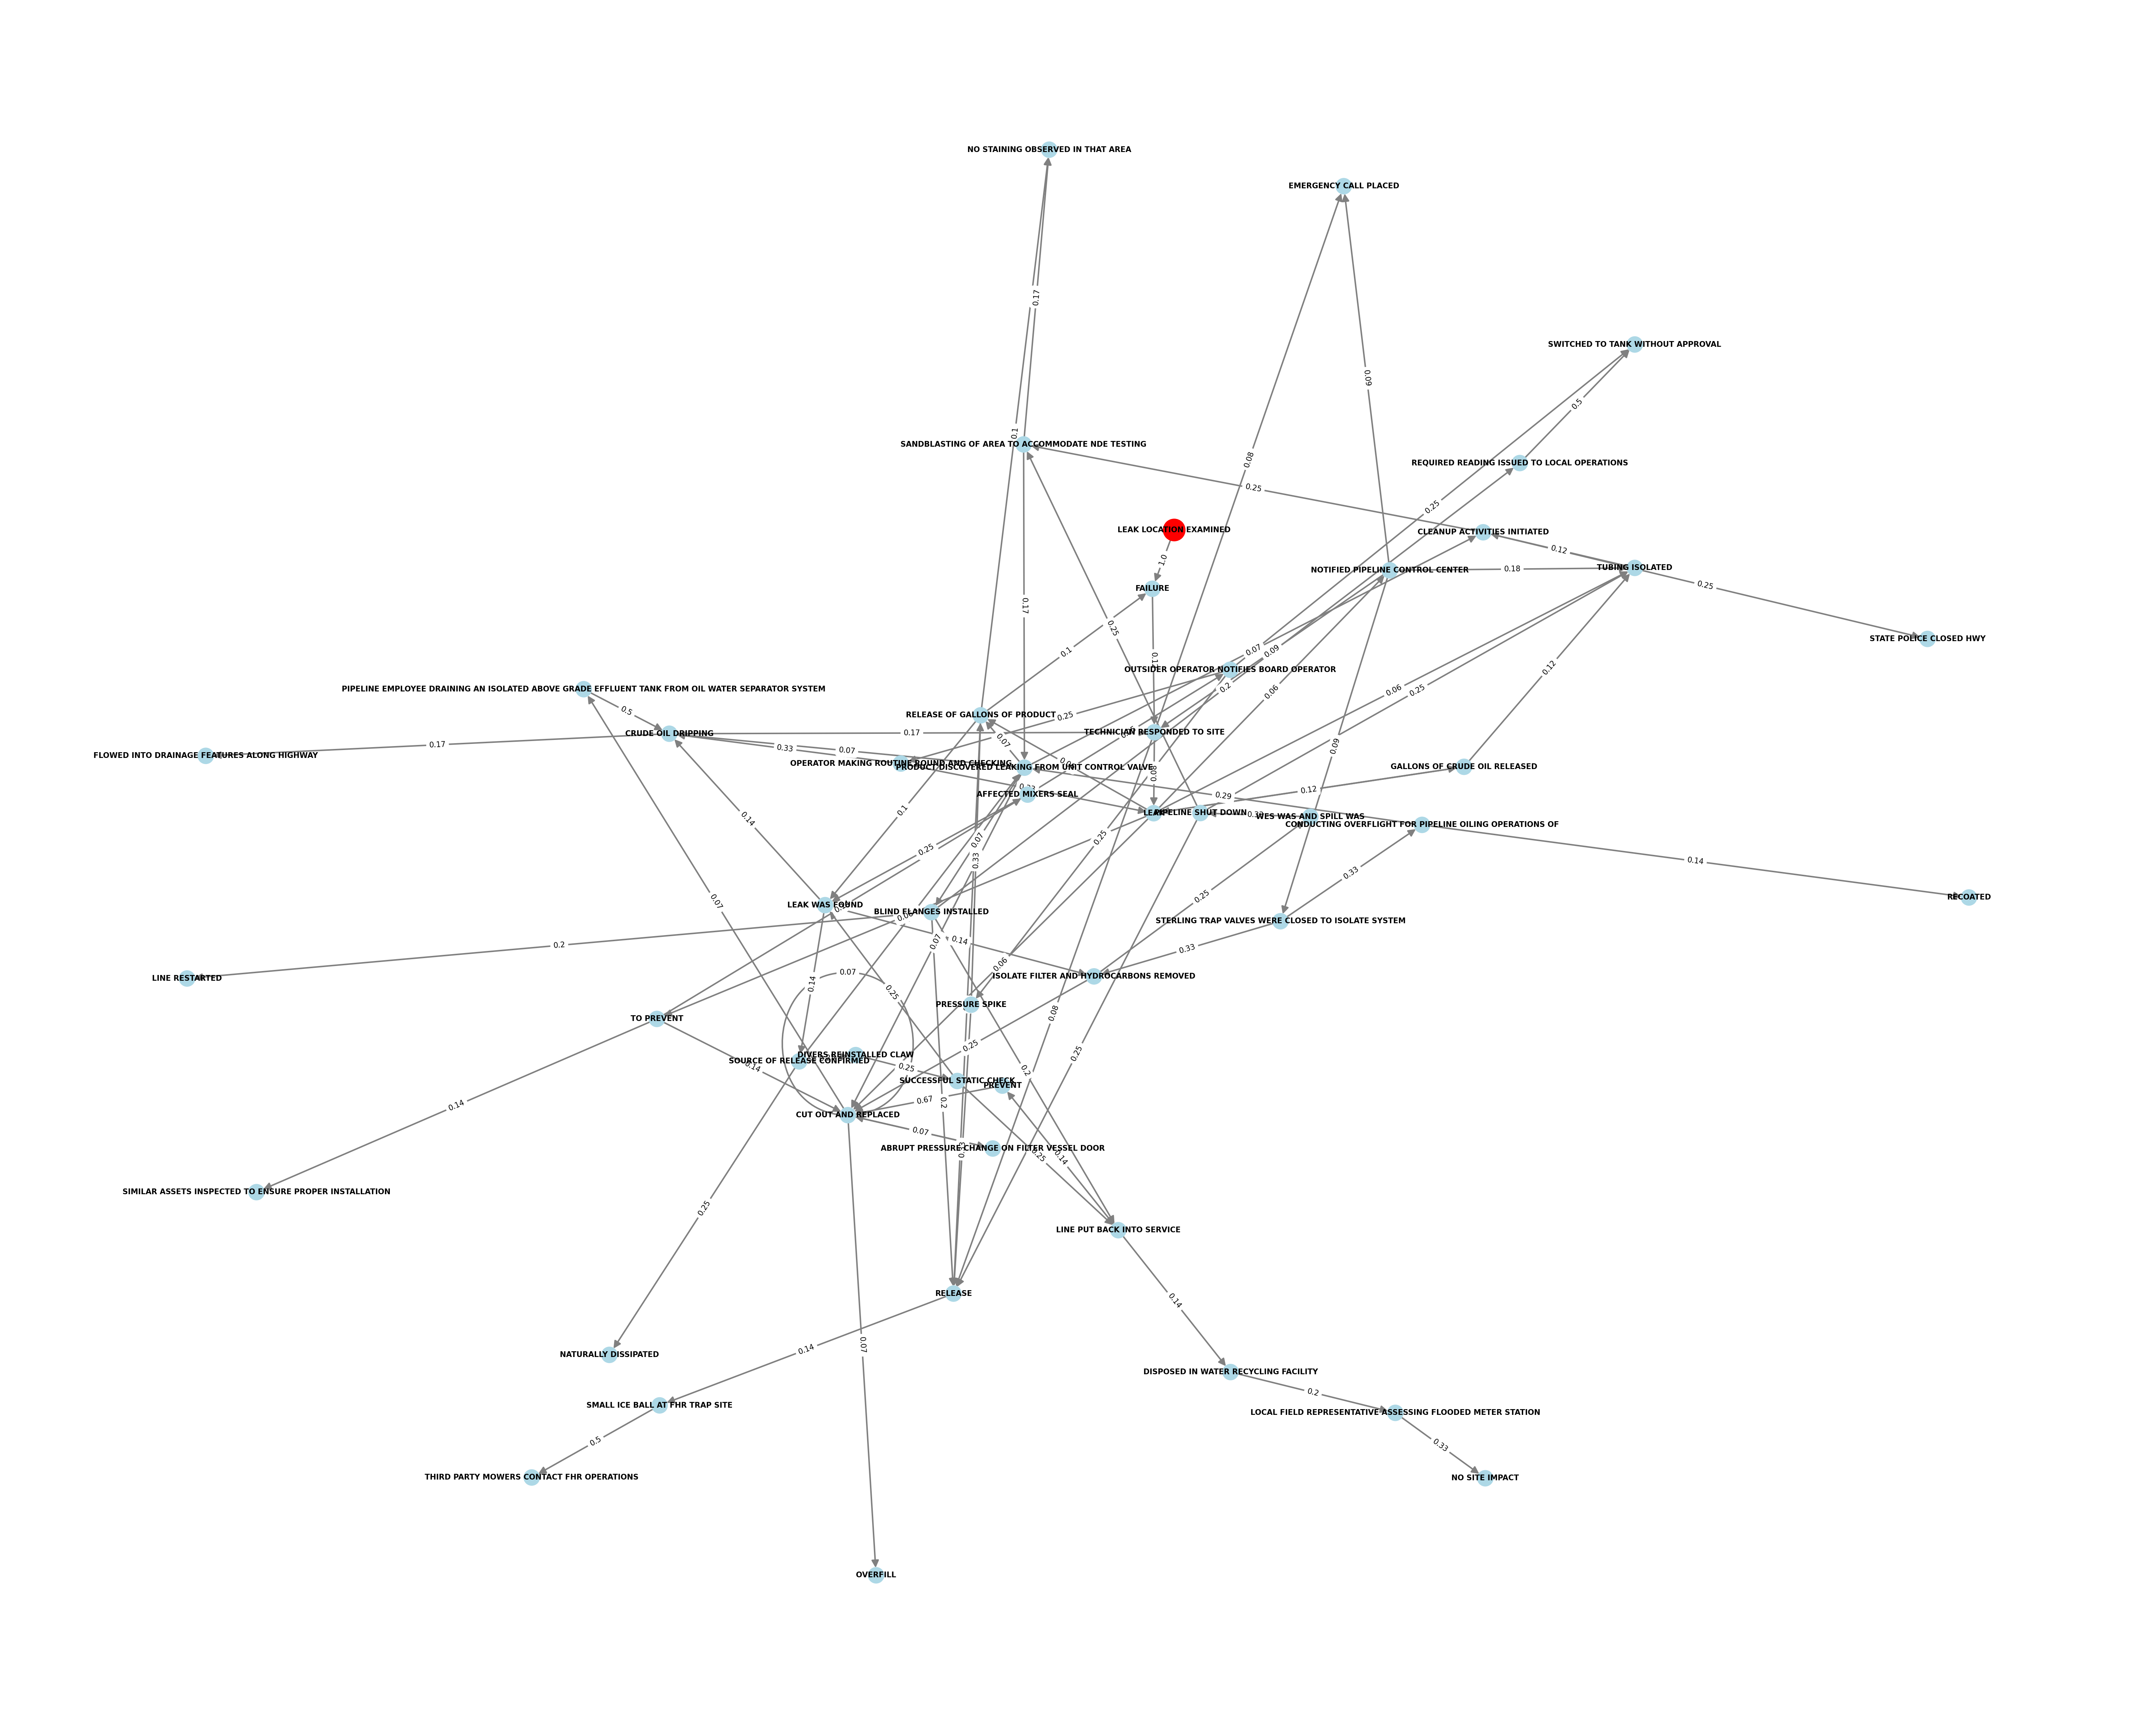 NO STAINING OBSERVED IN THAT AREA
EMERGENCY CALL PLACED
0.17
SWITCHED TO TANK WITHOUT APPROVAL
0.09
0.5
0.1
SANDBLASTING OF AREA TO ACCOMMODATE NDE TESTING
0.08
REQUIRED READING ISSUED TO LOCAL OPERATIONS
0.25
0.25
LEAK LOCATION EXAMINED
CLEANUP ACTIVITIES INITIATED
0.12
1.0
NOTIFIED PIPELINE CONTROL CENTER
0.18
TUBING ISOLATED
FAILURE
0.25
0.17
0.25
STATE POLICE CLOSED HWY
0.1
0.07
0.09
OUTSIDER OPERATOR NOTIFIES BOARD OPERATOR
0.12
PIPELINE EMPLOYEE DRAINING AN ISOLATED ABOVE GRADE EFFLUENT TANK FROM OIL WATER SEPARATOR SYSTEM
0.2
0.06
0.06
0.25
0.5
RELEASE OF GALLONS OF PRODUCT
0.25
CRUDE OIL DRIPPING
0.17
TECHNICIAN RESPONDED TO SITE
0.17
0.33
0.07
0.07
0.09
FLOWED INTO DRAINAGE FEATURES ALONG HIGHWAY
OPERATOR MAKING ROUTINE ROUND AND CHECKING
PRODUCT DISCOVERED LEAKING FROM UNIT CONTROL VALVE
GALLONS OF CRUDE OIL RELEASED
0.08
AFFECTED MIXERS SEAL
0.29
0.12
0.1
LEAK
PIPELINE SHUT DOWN
WES WAS AND SPILL WAS
0.14
CONDUCTING OVERFLIGHT FOR PIPELINE OILING OPERATIONS OF
0.07
0.25
0.25
0.33
0.14
0.33
0.25
RECOATED
0.07
LEAK WAS FOUND
BLIND FLANGES INSTALLED
STERLING TRAP VALVES WERE CLOSED TO ISOLATE SYSTEM
0.2
0.07
0.14
0.33
0.06
LINE RESTARTED
0.07
ISOLATE FILTER AND HYDROCARBONS REMOVED
0.14
0.25
PRESSURE SPIKE
0.08
TO PREVENT
0.25
0.25
DIVERS REINSTALLED CLAW
SOURCE OF RELEASE CONFIRMED
0.14
0.25
0.2
SUCCESSFUL STATIC CHECK
PREVENT
0.67
0.2
0.14
CUT OUT AND REPLACED
0.07
ABRUPT PRESSURE CHANGE ON FILTER VESSEL DOOR
0.25
0.14
SIMILAR ASSETS INSPECTED TO ENSURE PROPER INSTALLATION
0.25
LINE PUT BACK INTO SERVICE
RELEASE
0.14
0.07
0.14
NATURALLY DISSIPATED
DISPOSED IN WATER RECYCLING FACILITY
0.2
SMALL ICE BALL AT FHR TRAP SITE
LOCAL FIELD REPRESENTATIVE ASSESSING FLOODED METER STATION
0.5
0.33
THIRD PARTY MOWERS CONTACT FHR OPERATIONS
NO SITE IMPACT
OVERFILL